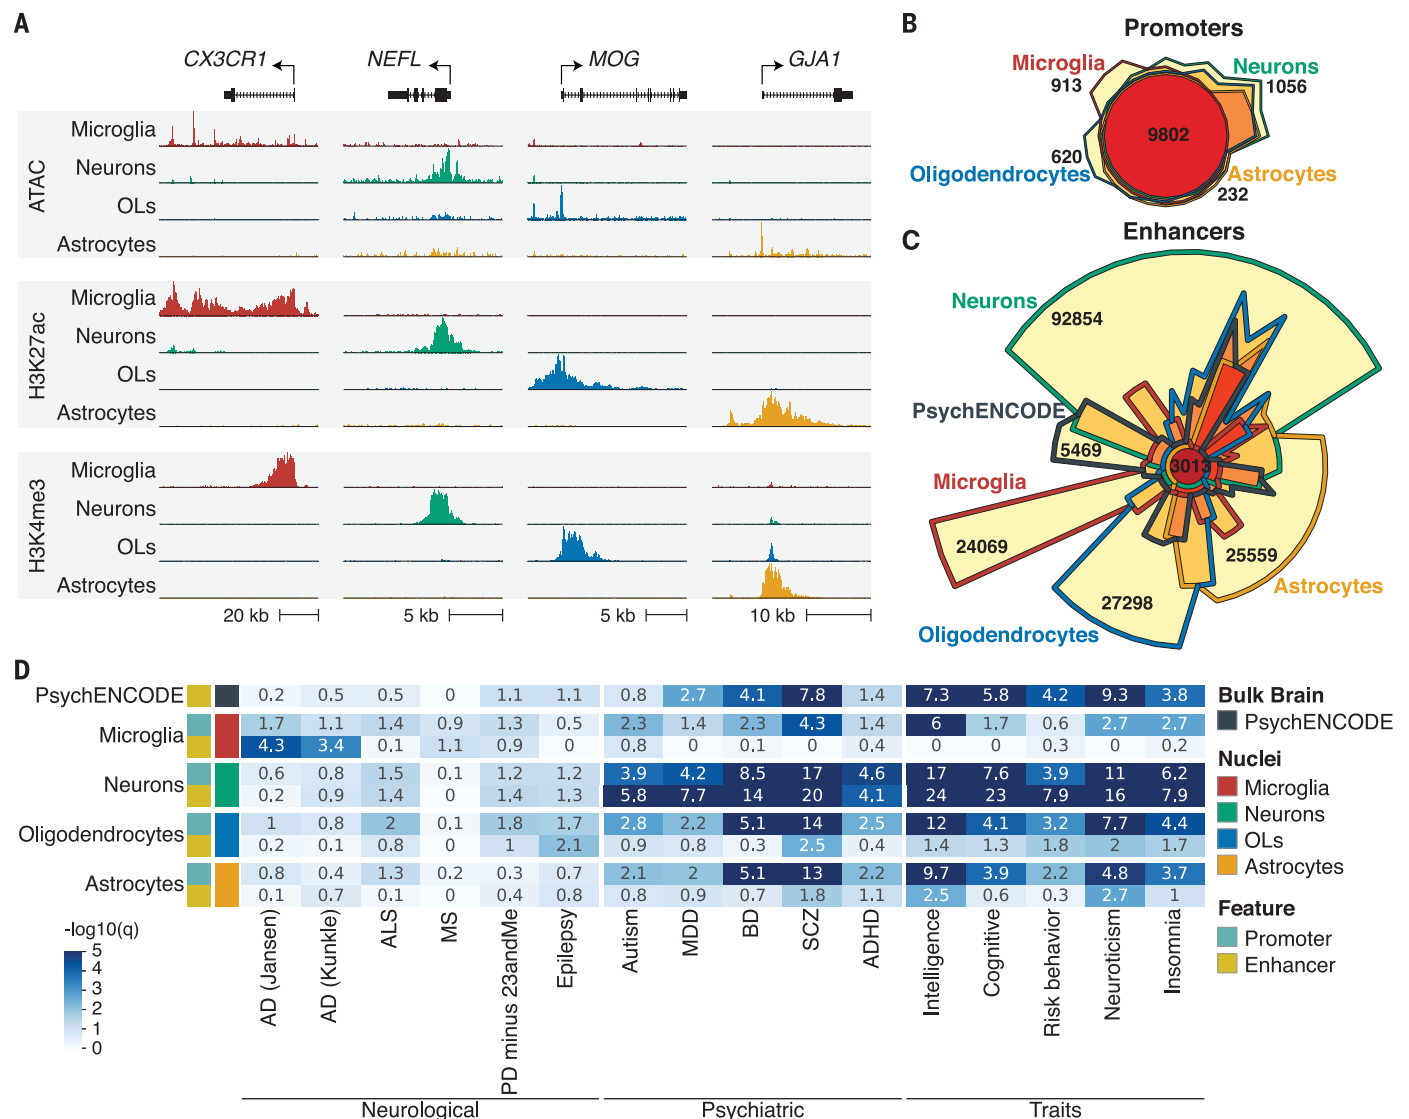 A
CX3CR1 NEFL MOG GJA1
ATAC
Microglia
Neurons
OLs
Astrocytes
H3K27ac
Microglia
Neurons
OLs
Astrocytes
H3K4me3
Microglia
Neurons
OLs
Astrocytes
20 kb 5 kb 5 kb 10 kb
B
Promoters
Microglia
913
Neurons
1056
9802
620
Oligodendrocytes
Astrocytes
232
C
Enhancers
Neurons
92854
PsychENCODE
5469
3013
Microglia
24069
25559
Astrocytes
27298
Oligodendrocytes
D
PsychENCODE 0.2 0.5 0.5 0 1.1 1.1 0.8 2.7 4.1 7.8 1.4 7.3 5.8 4.2 9.3 3.8
Microglia
1.7 1.1 1.4 0.9 1.3 0.5 2.3 1.4 2.3 4.3 1.4 6 1.7 0.6 2.7 2.7
4.3 3.4 0.1 1.1 0.9 0 0.8 0 0.1 0 0.4 0 0 0.3 0 0.2
Neurons
0.6 0.8 1.5 0.1 1.2 1.2 3.9 4.2 8.5 17 4.6 17 7.6 3.9 11 6.2
0.2 0.9 1.4 0 1.4 1.3 5.8 7.7 14 20 4.1 24 23 7.9 16 7.9
Oligodendrocytes
1 0.8 2 0.1 1.8 1.7 2.8 2.2 5.1 14 2.5 12 4.1 3.2 7.7 4.4
0.2 0.1 0.8 0 1 2.1 0.9 0.8 0.3 2.5 0.4 1.4 1.3 1.8 2 1.7
Astrocytes
0.8 0.4 1.3 0.2 0.3 0.7 2.1 2 5.1 13 2.2 9.7 3.9 2.2 4.8 3.7
0.1 0.7 0.1 0 0.4 0.8 0.8 0.9 0.7 1.8 1.1 2.5 0.6 0.3 2.7 1
AD (Jansen)
AD (Kunkle)
ALS
MS
PD minus 23andMe
Epilepsy
Autism
MDD
BD
SCZ
ADHD
Intelligence
Cognitive
Risk behavior
Neuroticism
Insomnia
Neurological Psychiatric Traits
-log10(q)
5
4
3
2
1
0
Bulk Brain
PsychENCODE
Nuclei
Microglia
Neurons
OLs
Astrocytes
Feature
Promoter
Enhancer